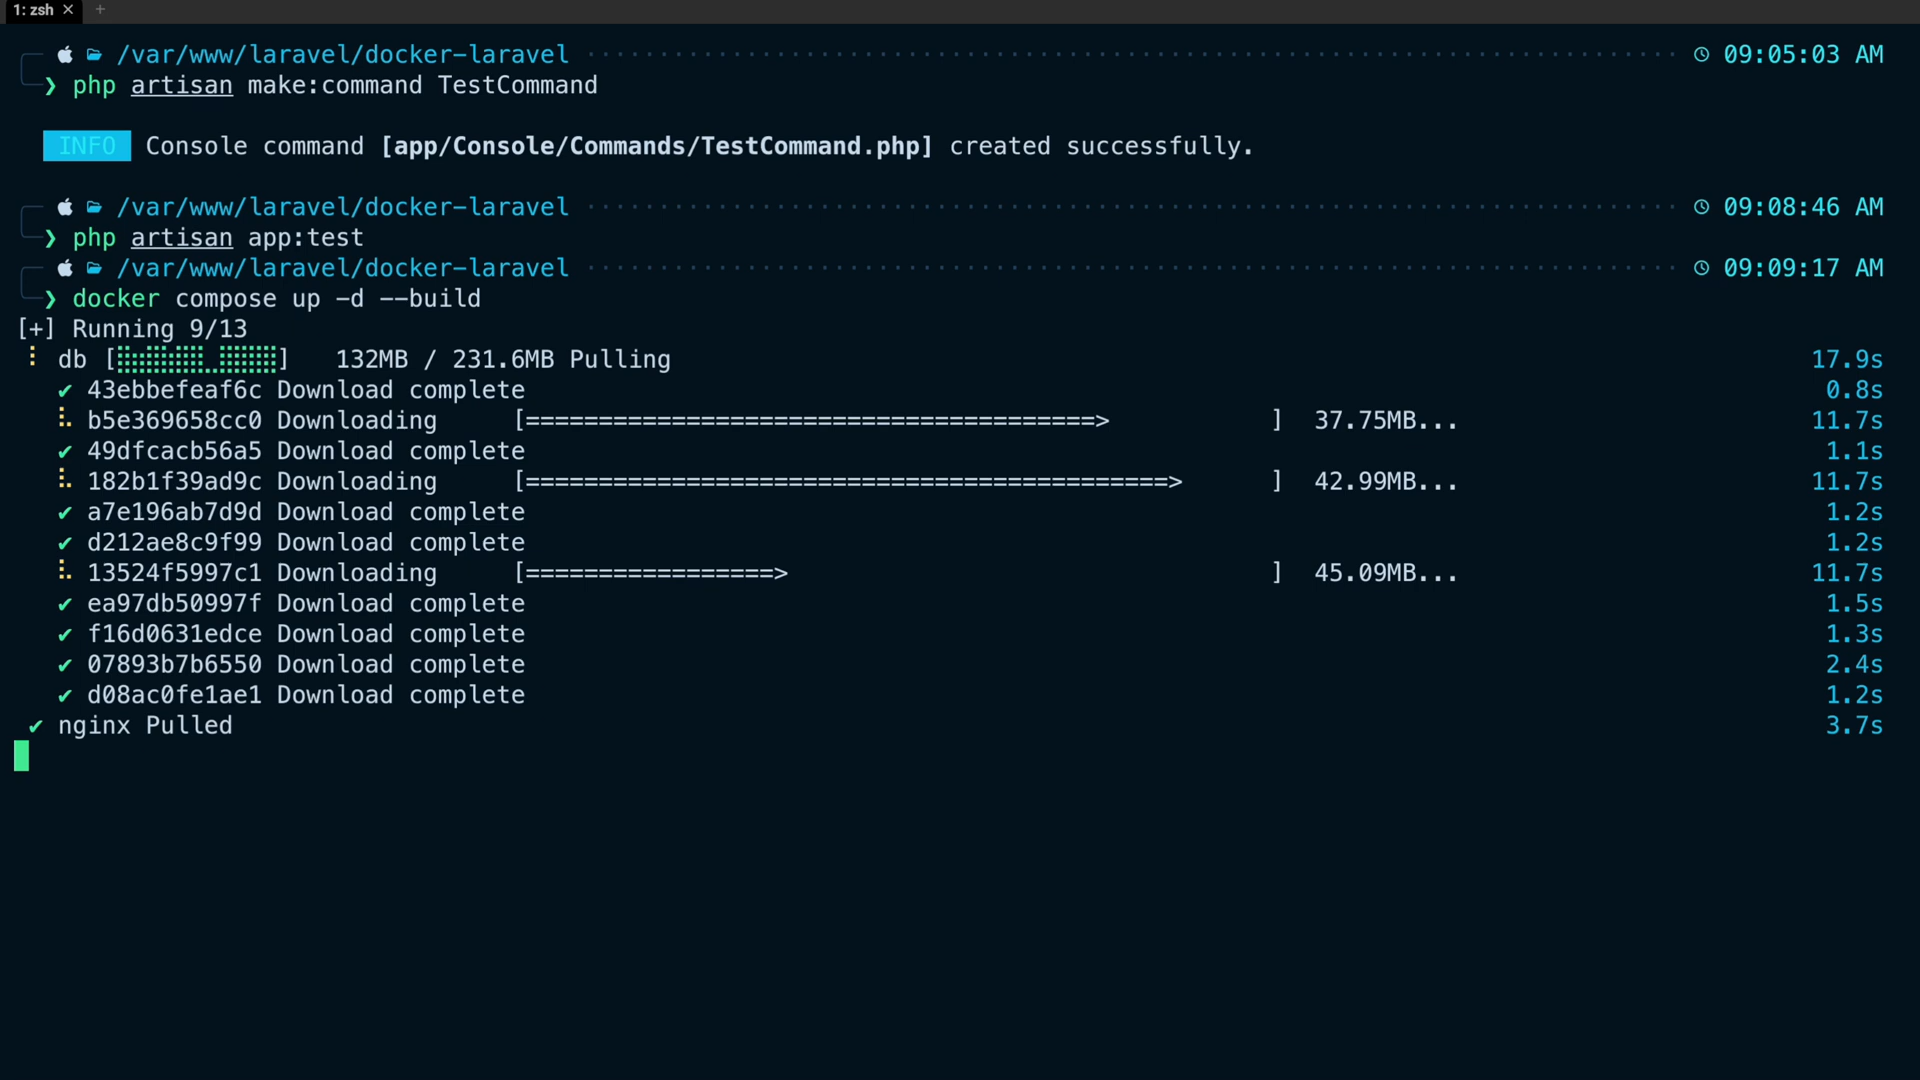 1: zsh × +
/var/www/laravel/docker-laravel 09:05:03 AM
❯ php artisan make:command TestCommand
INFO Console command [app/Console/Commands/TestCommand.php] created successfully.
/var/www/laravel/docker-laravel 09:08:46 AM
❯ php artisan app:test
/var/www/laravel/docker-laravel 09:09:17 AM
❯ docker compose up -d --build
[+] Running 9/13
db [⣿⣶⣿⣿⣿⣿⣀⣿⣿⣿⣿] 132MB / 231.6MB Pulling 17.9s
✔ 43ebbefeaf6c Download complete 0.8s
b5e369658cc0 Downloading [=======================================> ] 37.75MB... 11.7s
✔ 49dfcacb56a5 Download complete 1.1s
182b1f39ad9c Downloading [============================================> ] 42.99MB... 11.7s
✔ a7e196ab7d9d Download complete 1.2s
✔ d212ae8c9f99 Download complete 1.2s
13524f5997c1 Downloading [=================> ] 45.09MB... 11.7s
✔ ea97db50997f Download complete 1.5s
✔ f16d0631edce Download complete 1.3s
✔ 07893b7b6550 Download complete 2.4s
✔ d08ac0fe1ae1 Download complete 1.2s
✔ nginx Pulled 3.7s